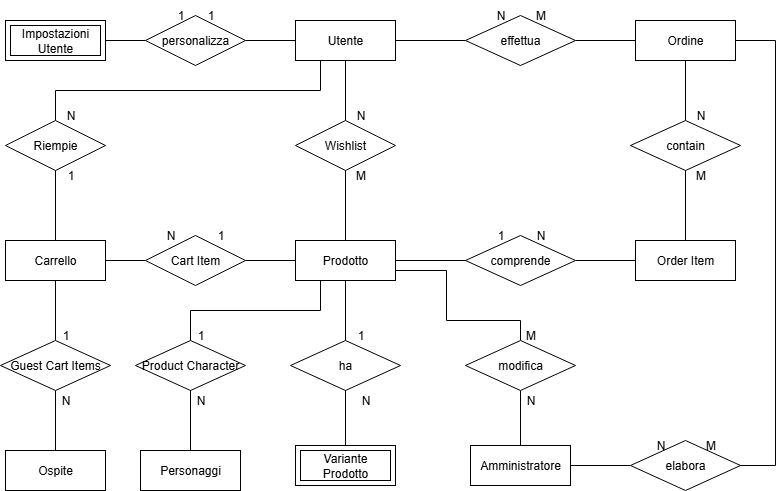 1 1
N M
Impostazioni
Utente
personalizza
Utente
effettua
Ordine
N
N
N
Riempie
Wishlist
contain
1
M
M
N 1
1 N
Carrello
Cart Item
Prodotto
comprende
Order Item
1
1
1
M
Guest Cart Items
Product Character
ha
modifica
N
N
N
N
N M
Ospite
Personaggi
Variante
Prodotto
Amministratore
elabora